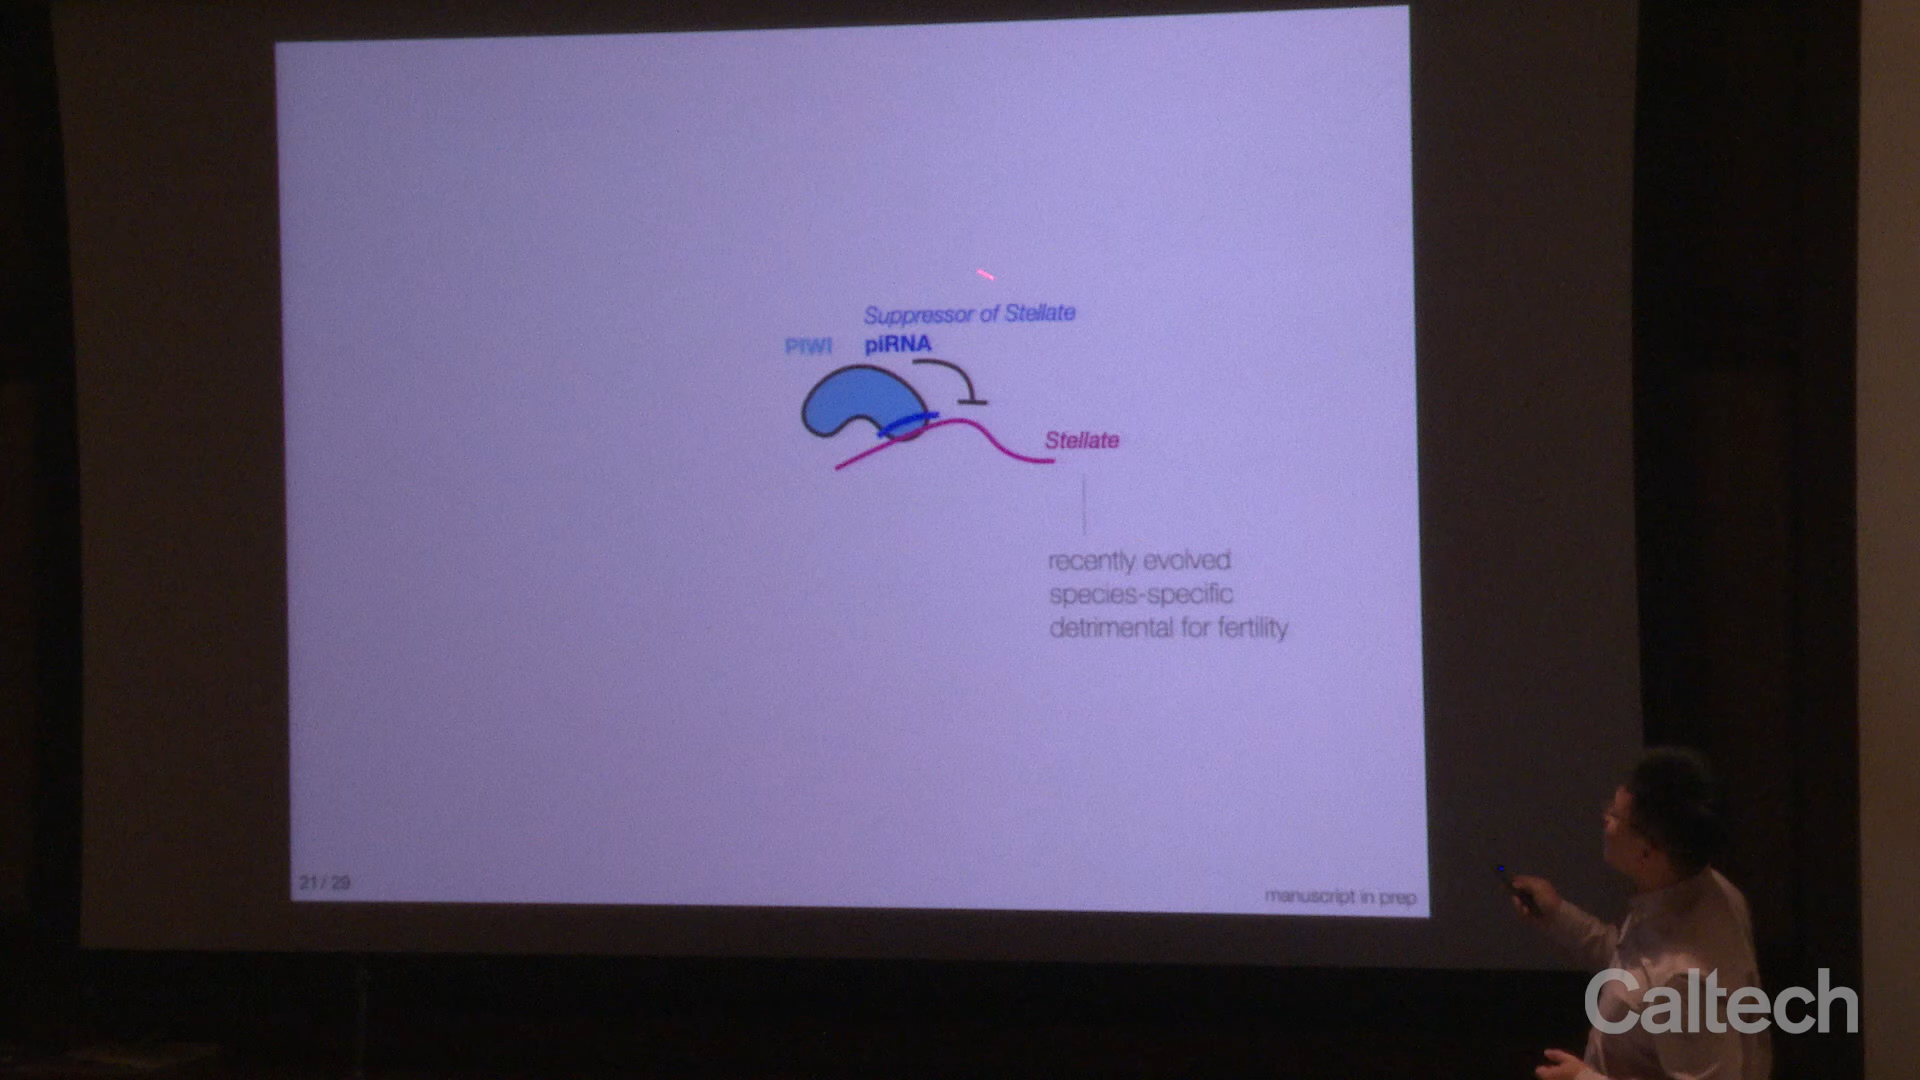 Suppressor of Stellate
PIWI piRNA
Stellate
recently evolved
species-specific
detrimental for fertility
21 / 29
manuscript in prep
Caltech